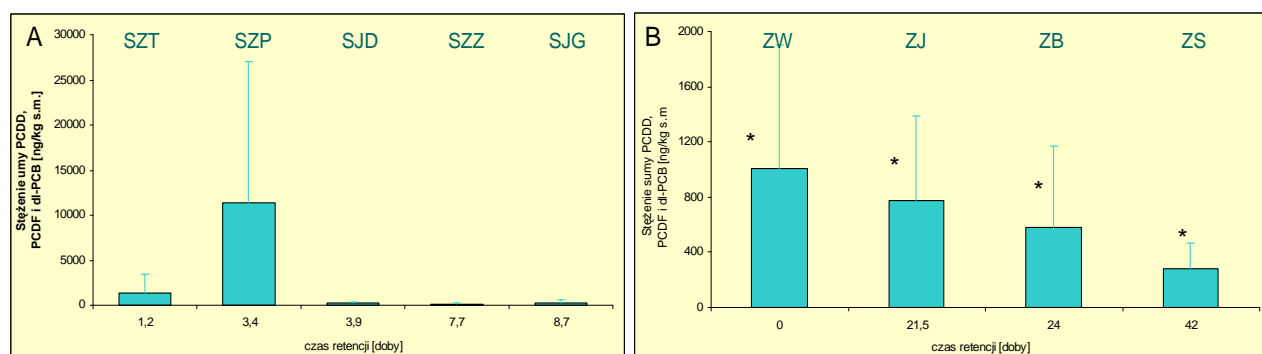 A
SZT SZP SJD SZZ SJG
Stężenie umy PCDD,
PCDF i dl-PCB [ng/kg s.m.]
30000
25000
20000
15000
10000
5000
0
1,2 3,4 3,9 7,7 8,7
czas retencji [doby]
B
ZW ZJ ZB ZS
Stężenie sumy PCDD,
PCDF i dl-PCB [ng/kg s.m
2000
1600
1200
800
400
0
* * * *
0 21,5 24 42
czas retencji [doby]